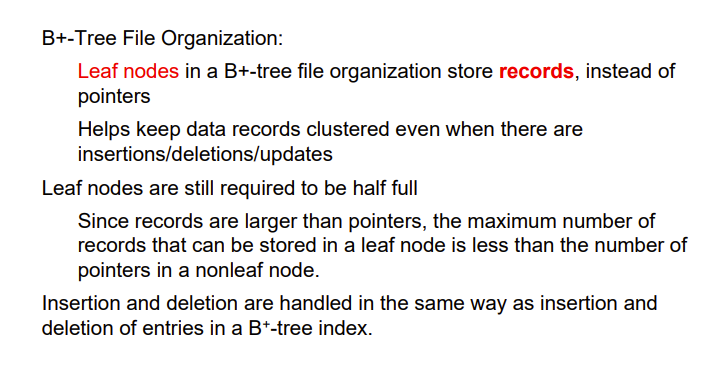 B+-Tree File Organization:
Leaf nodes in a B+-tree file organization store records, instead of
pointers
Helps keep data records clustered even when there are
insertions/deletions/updates
Leaf nodes are still required to be half full
Since records are larger than pointers, the maximum number of
records that can be stored in a leaf node is less than the number of
pointers in a nonleaf node.
Insertion and deletion are handled in the same way as insertion and
deletion of entries in a B⁺-tree index.